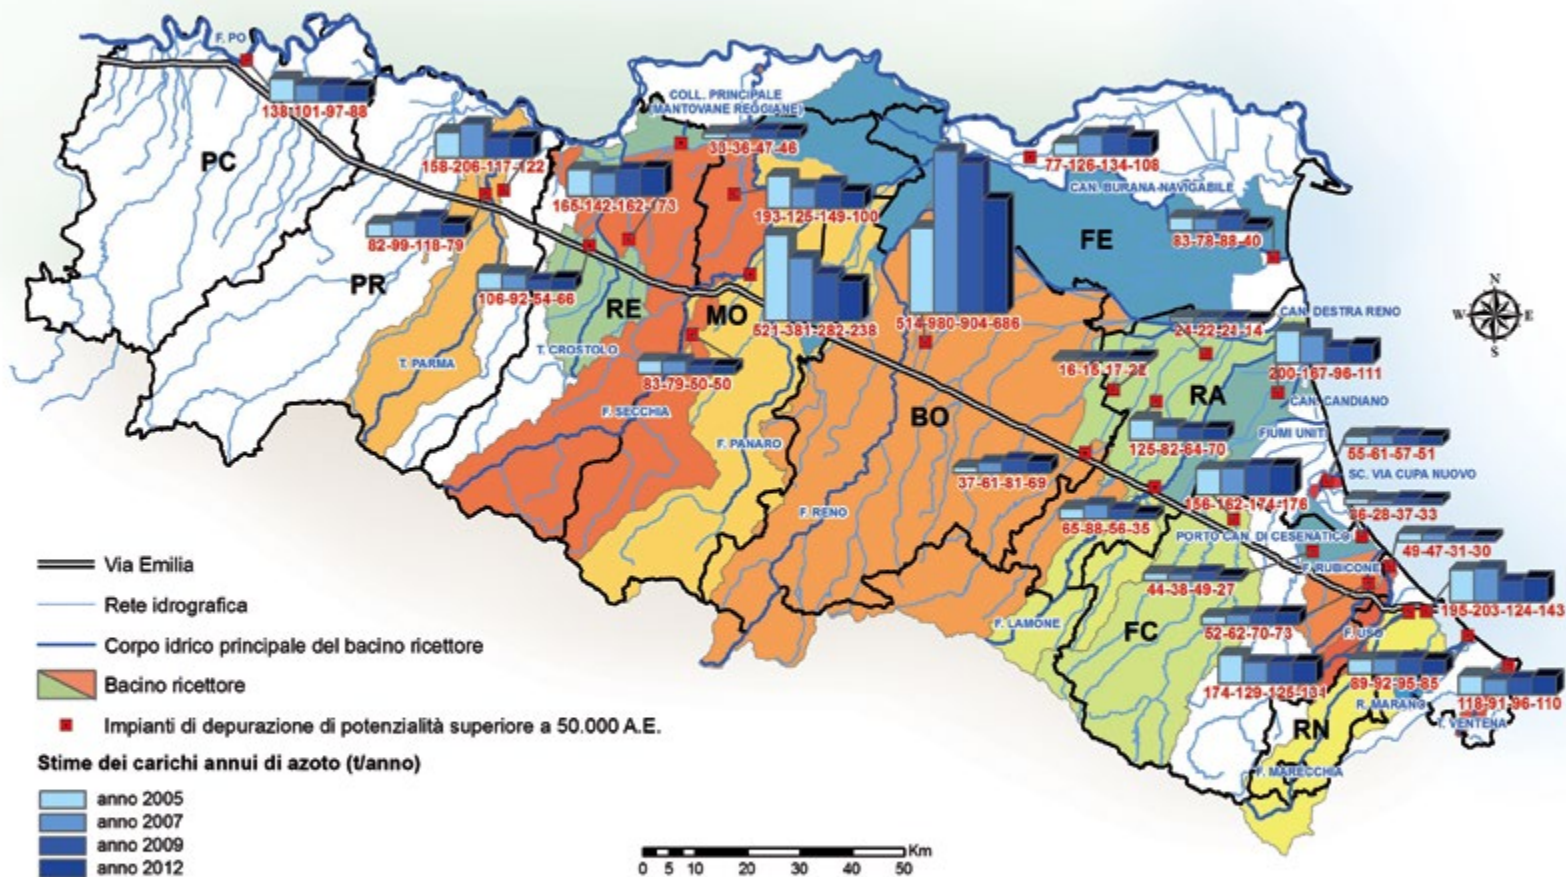 F. PO
138-101-97-88
COLL. PRINCIPALE
(MANTOVANE REGGIANE)
33-36-47-46
PC
158-206-117-122
77-126-134-108
CAN. BURANA-NAVIGABILE
165-142-162-173
193-125-149-100
82-99-118-79
FE
83-78-88-40
PR
106-92-54-66
RE
MO
521-381-282-238
514-980-904-686
24-22-21-14
CAN. DESTRA RENO
T. PARMA
T. CROSTOLO
83-79-50-50
16-15-17-22
200-167-96-111
RA
CAN. CANDIANO
F. SECCHIA
BO
F. PANARO
125-82-64-70
FIUMI UNITI
55-61-57-51
SC. VIA CUPA NUOVO
37-61-81-69
156-162-174-176
F. RENO
65-88-56-35
36-28-37-33
PORTO CAN. DI CESENATICO
49-47-31-30
F. RUBICONE
44-38-49-27
195-203-124-143
F. LAMONE
FC
52-62-70-73
F. USO
174-129-125-131
89-92-95-85
R. MARANO
118-91-96-110
T. VENTENA
RN
F. MARECCHIA
N
W
E
S
Via Emilia
Rete idrografica
Corpo idrico principale del bacino ricettore
Bacino ricettore
Impianti di depurazione di potenzialità superiore a 50.000 A.E.
Stime dei carichi annui di azoto (t/anno)
anno 2005
anno 2007
anno 2009
anno 2012
Km
0 5 10 20 30 40 50